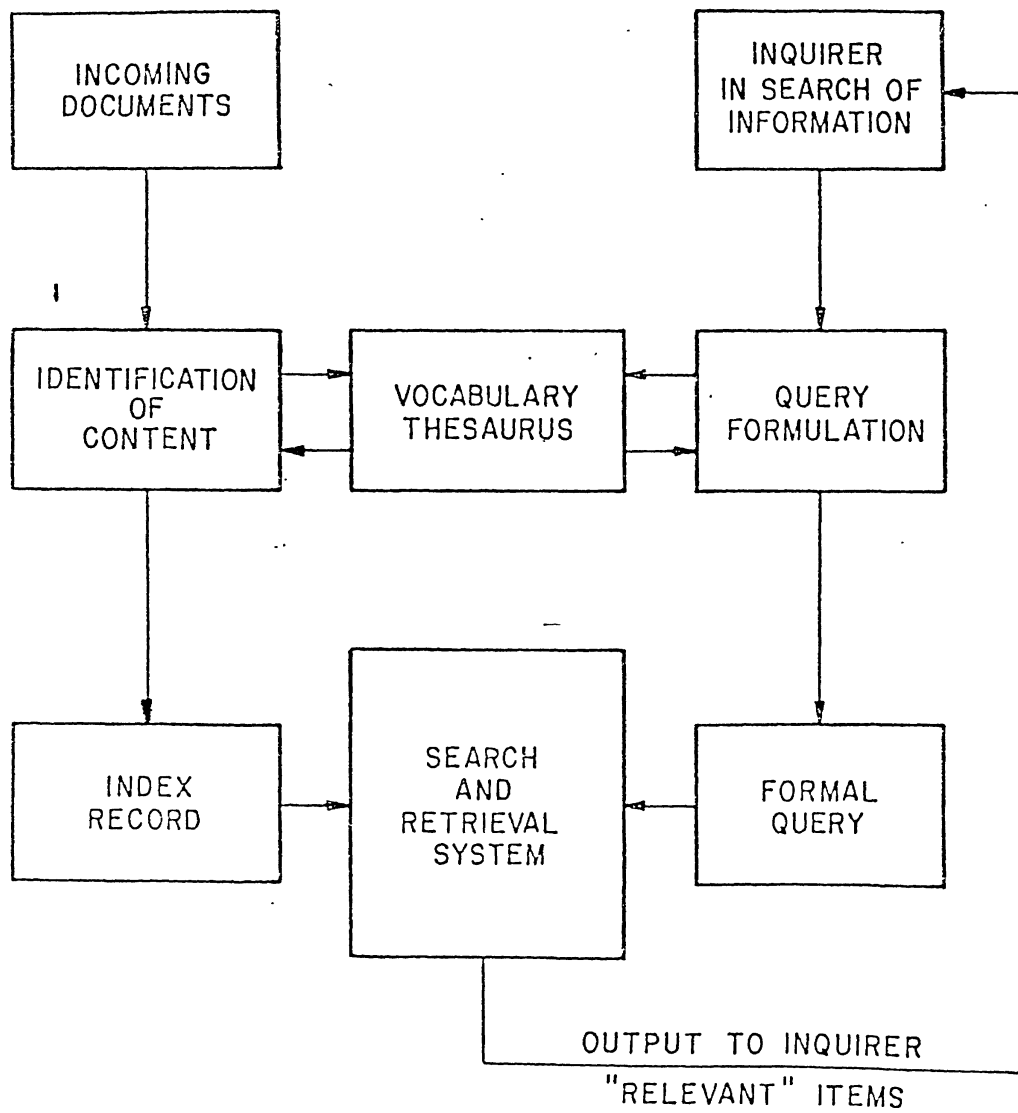 INCOMING
DOCUMENTS
INQUIRER
IN SEARCH OF
INFORMATION
IDENTIFICATION
OF
CONTENT
VOCABULARY
THESAURUS
QUERY
FORMULATION
INDEX
RECORD
SEARCH
AND
RETRIEVAL
SYSTEM
FORMAL
QUERY
OUTPUT TO INQUIRER
"RELEVANT" ITEMS